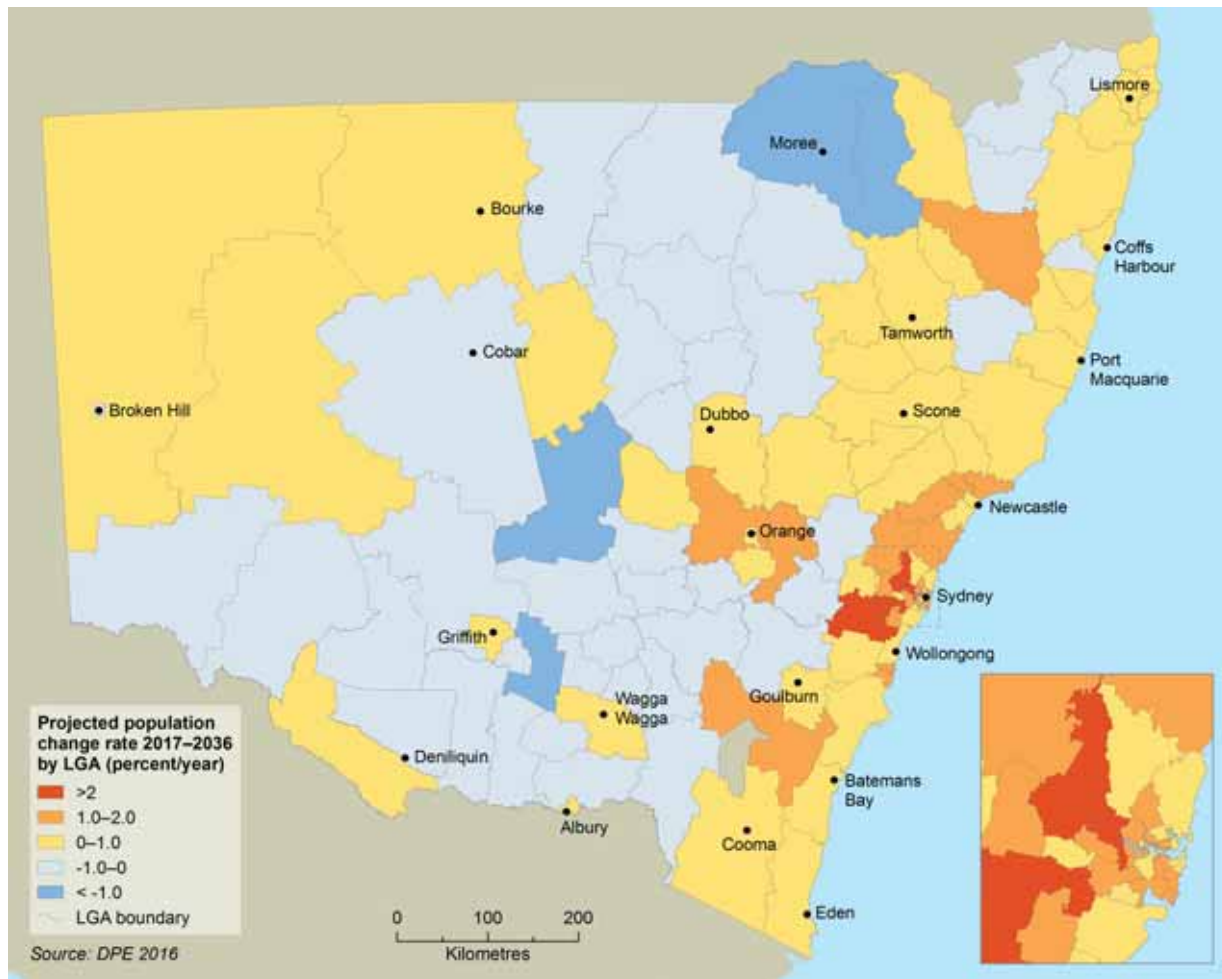 Lismore
Moree
Bourke
Coffs
Harbour
Tamworth
Cobar
Port
Macquarie
Broken Hill
Dubbo
Scone
Newcastle
Orange
Sydney
Griffith
Wollongong
Goulburn
Wagga
Wagga
Deniliquin
Batemans
Bay
Albury
Cooma
Eden
Projected population
change rate 2017–2036
by LGA (percent/year)
>2
1.0–2.0
0–1.0
-1.0–0
< -1.0
LGA boundary
Source: DPE 2016
0 100 200
Kilometres